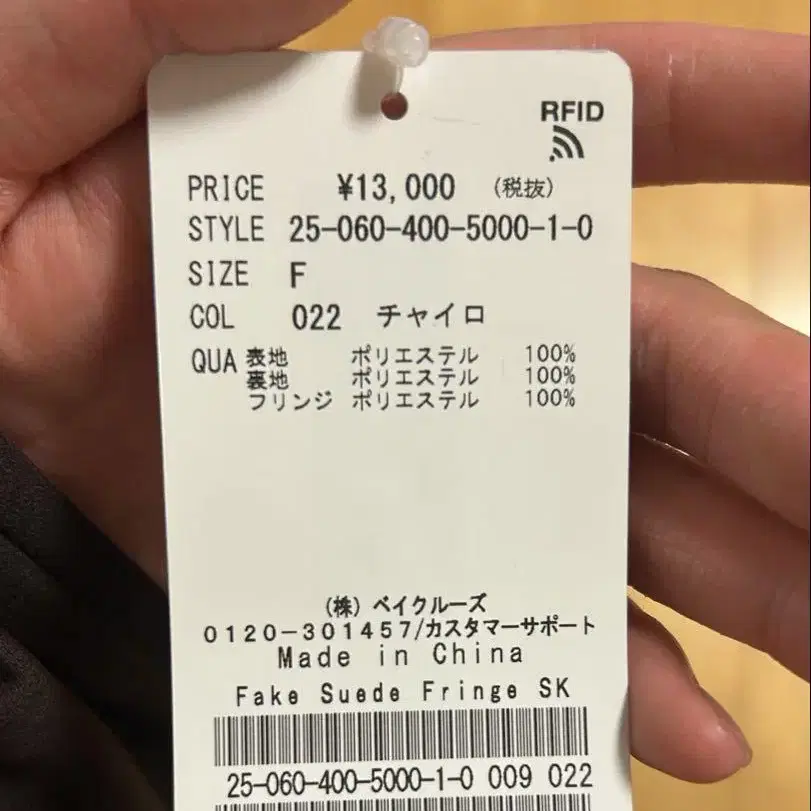 RFID
PRICE ¥13,000 (税抜)
STYLE 25-060-400-5000-1-0
SIZE F
COL 022 チャイロ
QUA 表地 ポリエステル 100%
裏地 ポリエステル 100%
フリンジ ポリエステル 100%
(株) ベイクルーズ
0120-301457/カスタマーサポート
Made in China
Fake Suede Fringe SK
25-060-400-5000-1-0 009 022